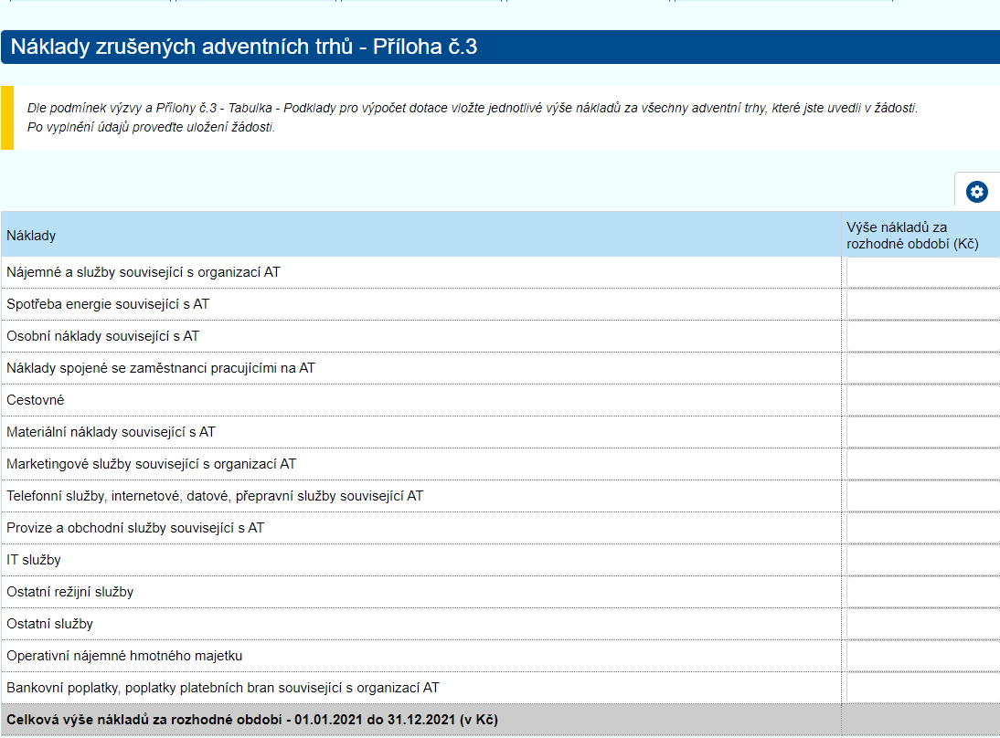 Náklady zrušených adventních trhů - Příloha č.3
Dle podmínek výzvy a Přílohy č.3 - Tabulka - Podklady pro výpočet dotace vložte jednotlivé výše nákladů za všechny adventní trhy, které jste uvedli v žádosti.
Po vyplnění údajů proveďte uložení žádosti.
Náklady
Výše nákladů za
rozhodné období (Kč)
Nájemné a služby související s organizací AT
Spotřeba energie související s AT
Osobní náklady související s AT
Náklady spojené se zaměstnanci pracujícími na AT
Cestovné
Materiální náklady související s AT
Marketingové služby související s organizací AT
Telefonní služby, internetové, datové, přepravní služby související AT
Provize a obchodní služby související s AT
IT služby
Ostatní režijní služby
Ostatní služby
Operativní nájemné hmotného majetku
Bankovní poplatky, poplatky platebních bran související s organizací AT
Celková výše nákladů za rozhodné období - 01.01.2021 do 31.12.2021 (v Kč)